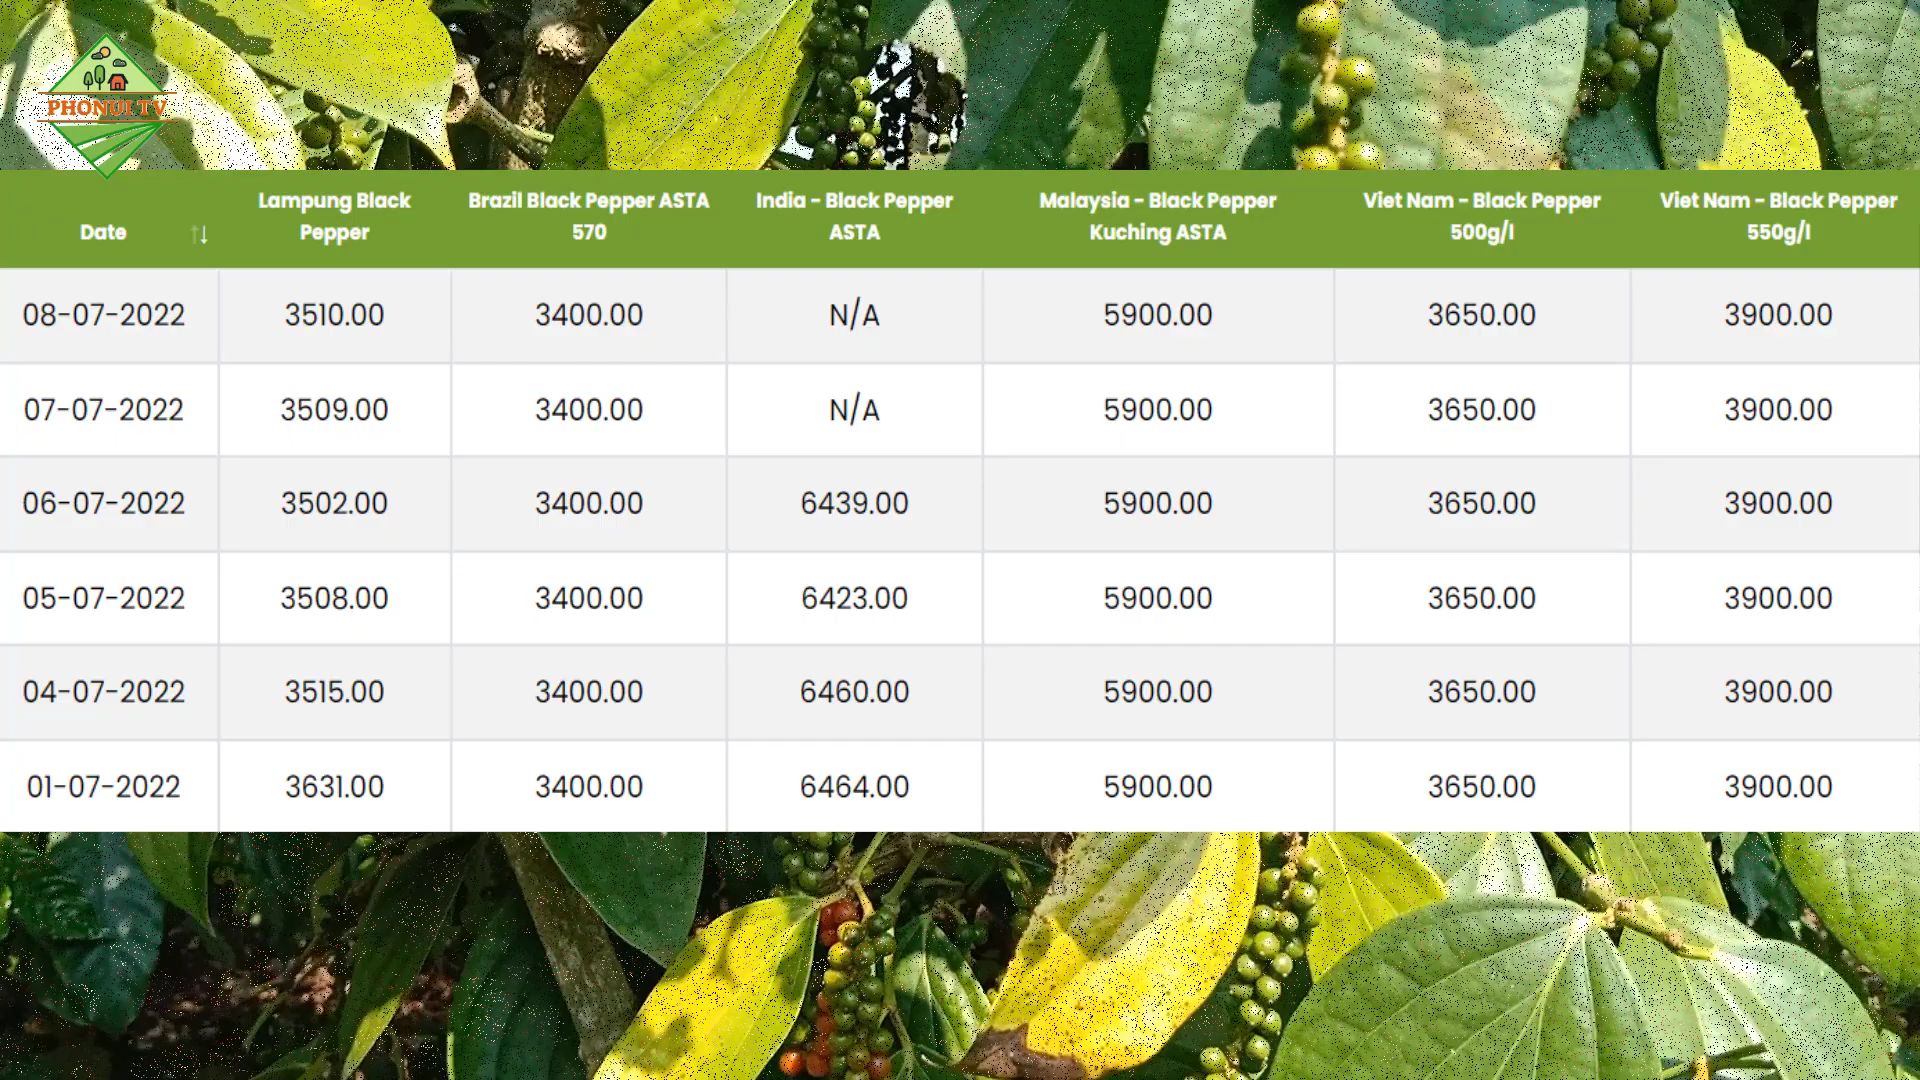 PHONUI TV
Date
Lampung Black
Pepper
Brazil Black Pepper ASTA
570
India - Black Pepper
ASTA
Malaysia - Black Pepper
Kuching ASTA
Viet Nam - Black Pepper
500g/l
Viet Nam - Black Pepper
550g/l
08-07-2022 3510.00 3400.00 N/A 5900.00 3650.00 3900.00
07-07-2022 3509.00 3400.00 N/A 5900.00 3650.00 3900.00
06-07-2022 3502.00 3400.00 6439.00 5900.00 3650.00 3900.00
05-07-2022 3508.00 3400.00 6423.00 5900.00 3650.00 3900.00
04-07-2022 3515.00 3400.00 6460.00 5900.00 3650.00 3900.00
01-07-2022 3631.00 3400.00 6464.00 5900.00 3650.00 3900.00